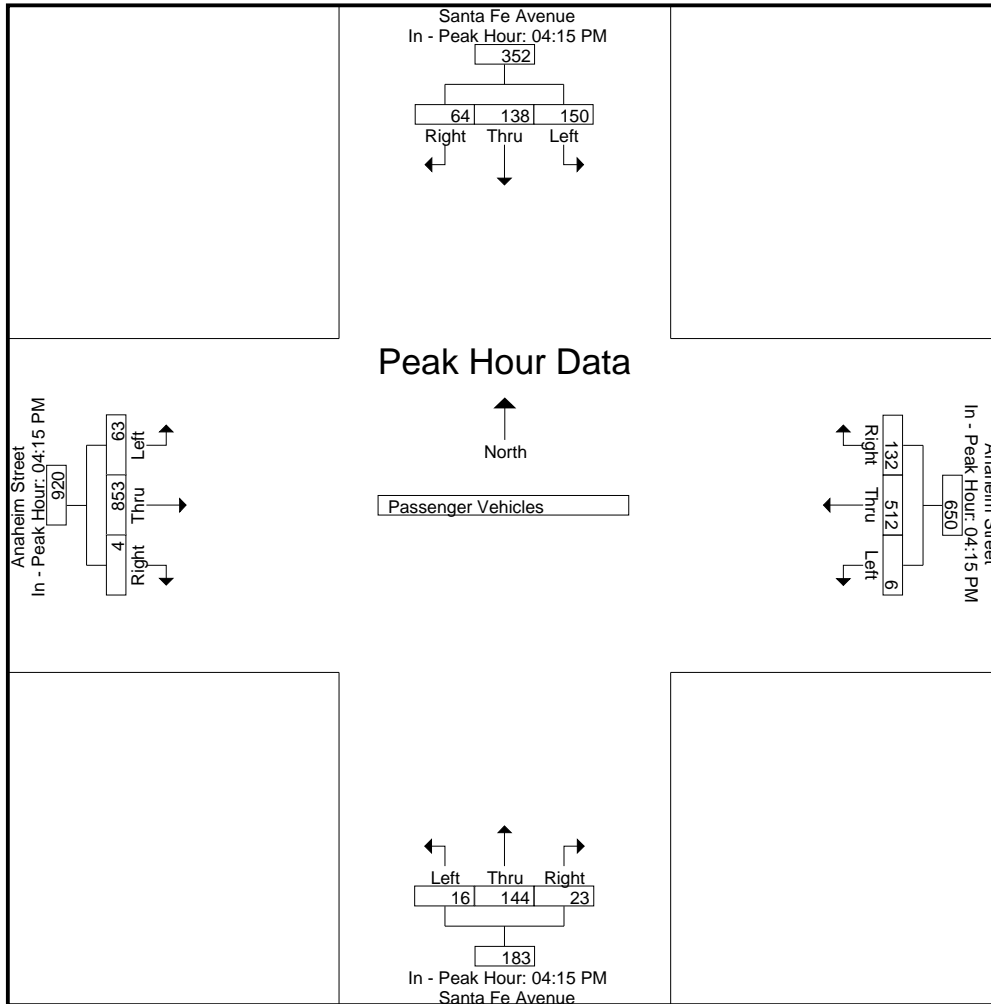 Santa Fe Avenue
In - Peak Hour: 04:15 PM
352
64 138 150
Right Thru Left
Peak Hour Data
North
Passenger Vehicles
Anaheim Street
In - Peak Hour: 04:15 PM
920
63 853 4
Left Thru Right
Anaheim Street
In - Peak Hour: 04:15 PM
650
132 512 6
Right Thru Left
Left Thru Right
16 144 23
183
In - Peak Hour: 04:15 PM
Santa Fe Avenue